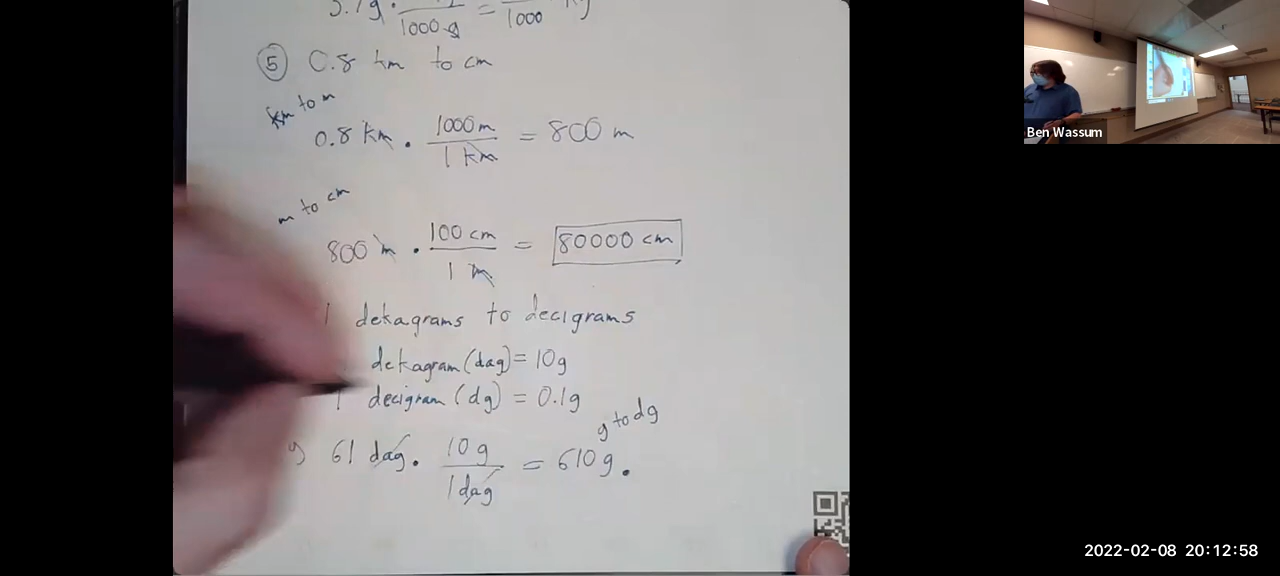 1000 g = 1000
5 0.8 km to cm
km to m
0.8 km · 1000 m / 1 km = 800 m
m to cm
800 m · 100 cm / 1 m = 80000 cm
1 dekagrams to decigrams
dekagram (dag) = 10g
1 decigram (dg) = 0.1g
g to dg
g 61 dag · 10 g / 1 dag = 610 g ·
Ben Wassum
2022-02-08 20:12:58